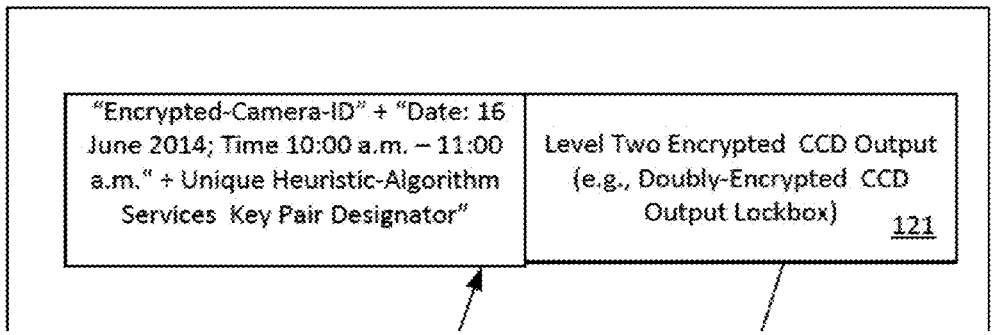 "Encrypted-Camera-ID" + "Date: 16
June 2014; Time 10:00 a.m. – 11:00
a.m." + Unique Heuristic-Algorithm
Services Key Pair Designator"
Level Two Encrypted CCD Output
(e.g., Doubly-Encrypted CCD
Output Lockbox)
121